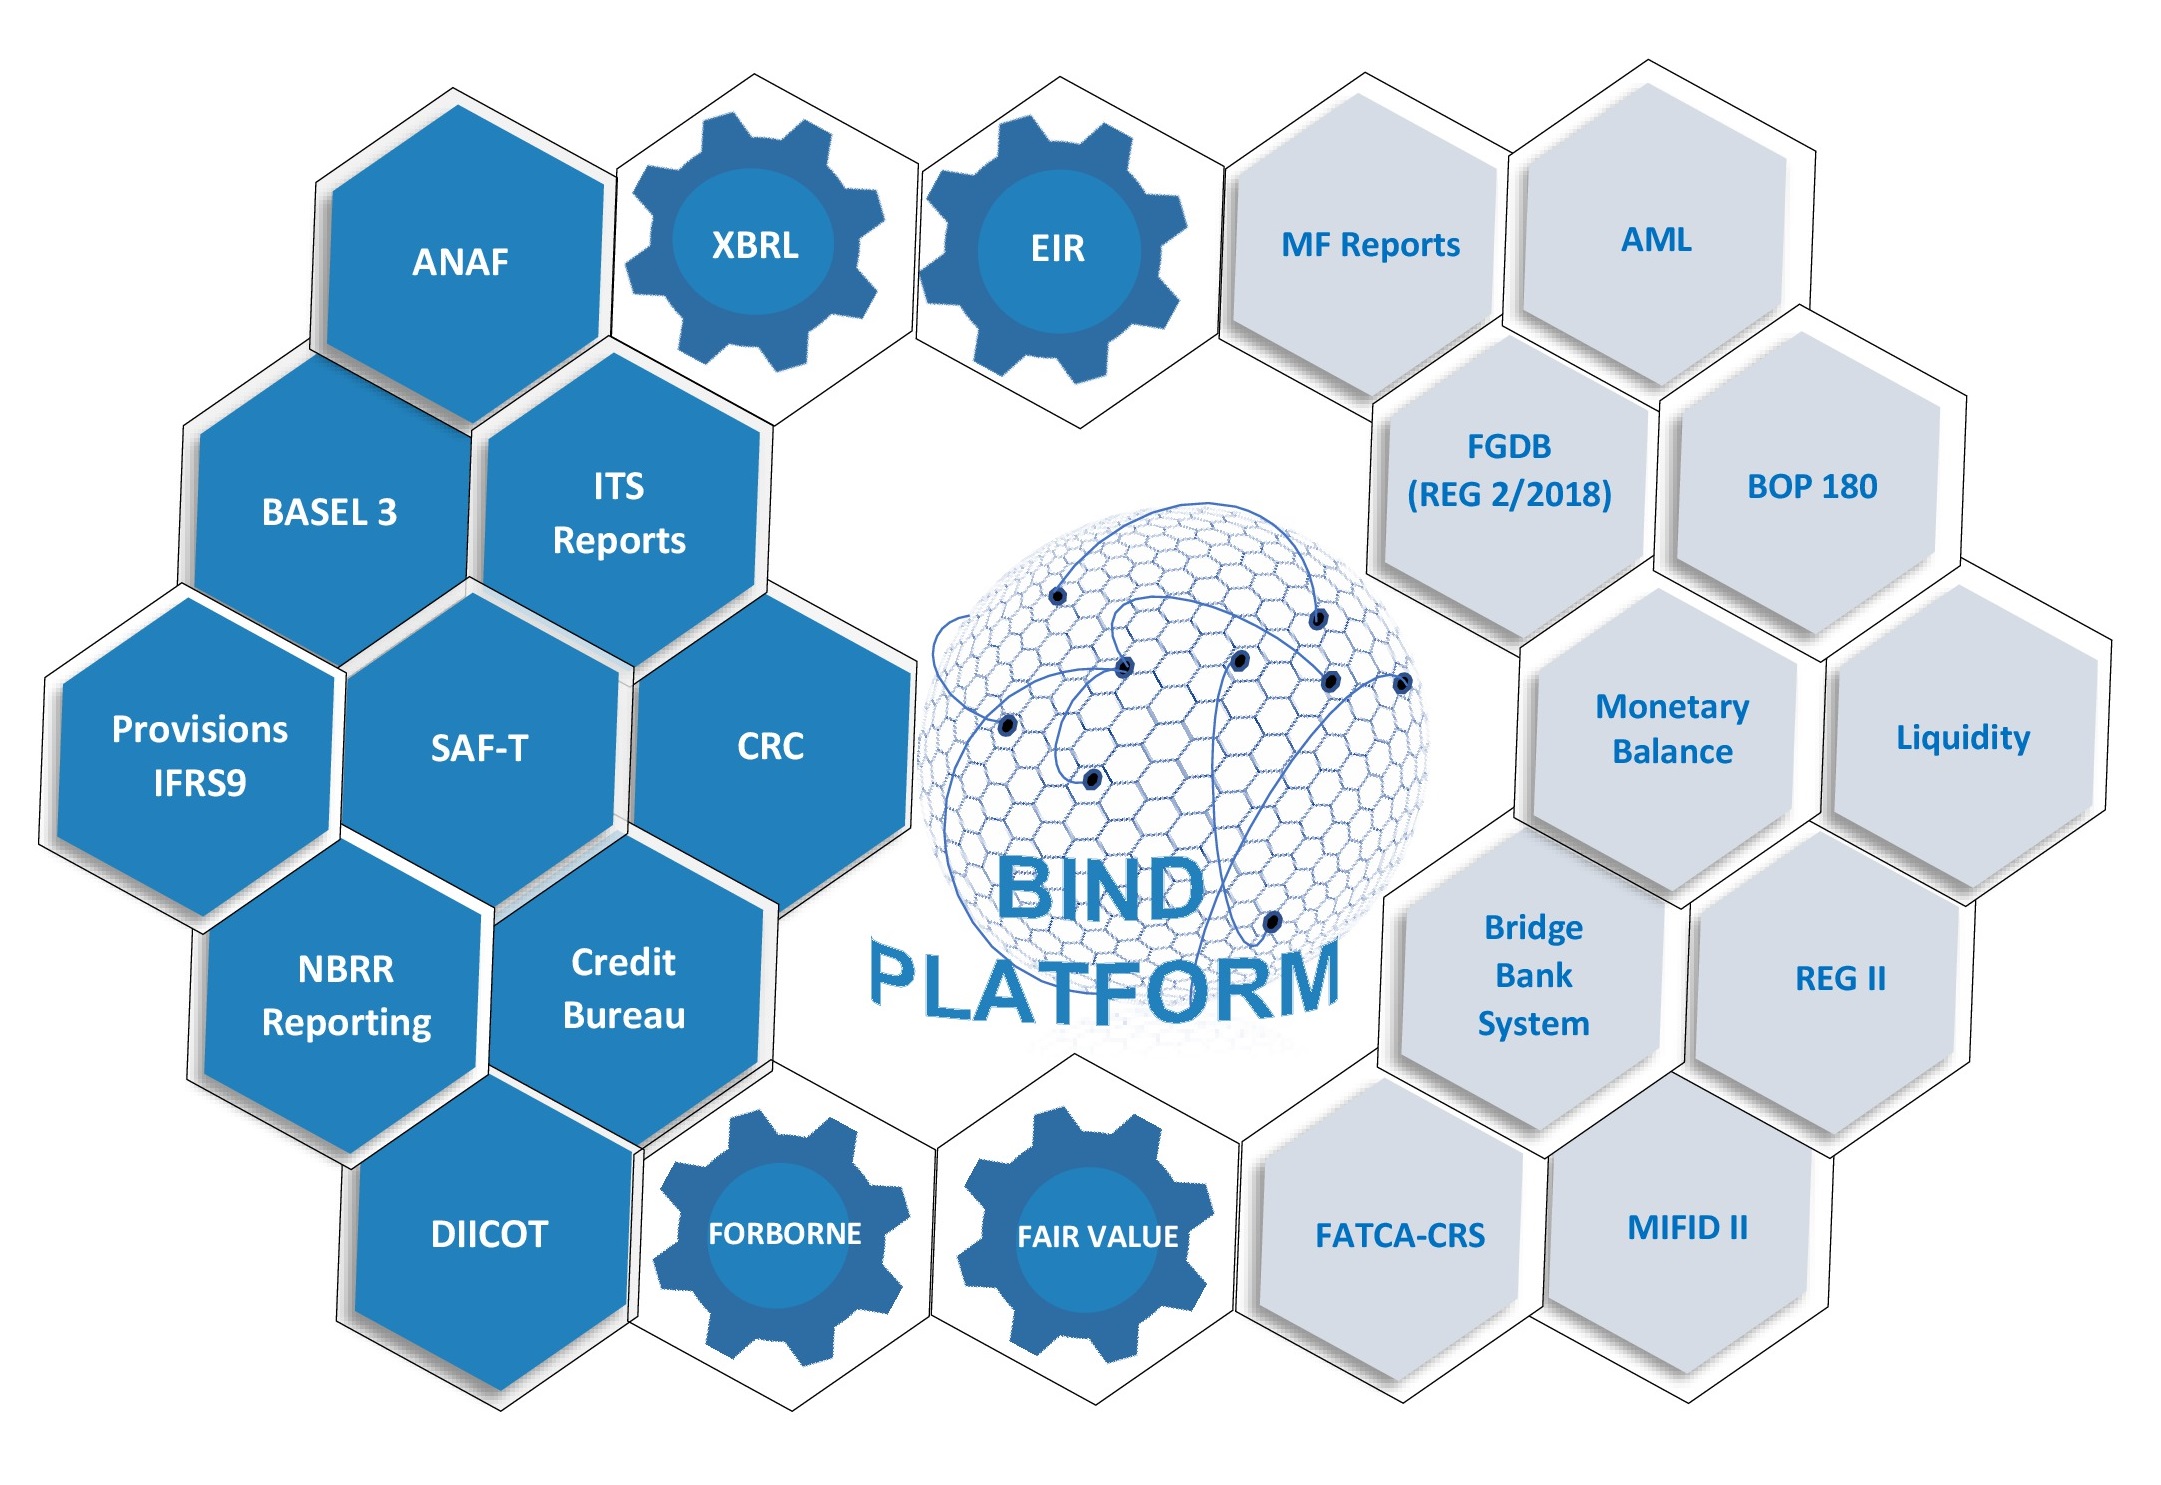 ANAF
XBRL
EIR
MF Reports
AML
BASEL 3
ITS
Reports
FGDB
(REG 2/2018)
BOP 180
Provisions
IFRS9
SAF-T
CRC
Monetary
Balance
Liquidity
BIND
PLATFORM
NBRR
Reporting
Credit
Bureau
Bridge
Bank
System
REG II
DIICOT
FORBORNE
FAIR VALUE
FATCA-CRS
MIFID II